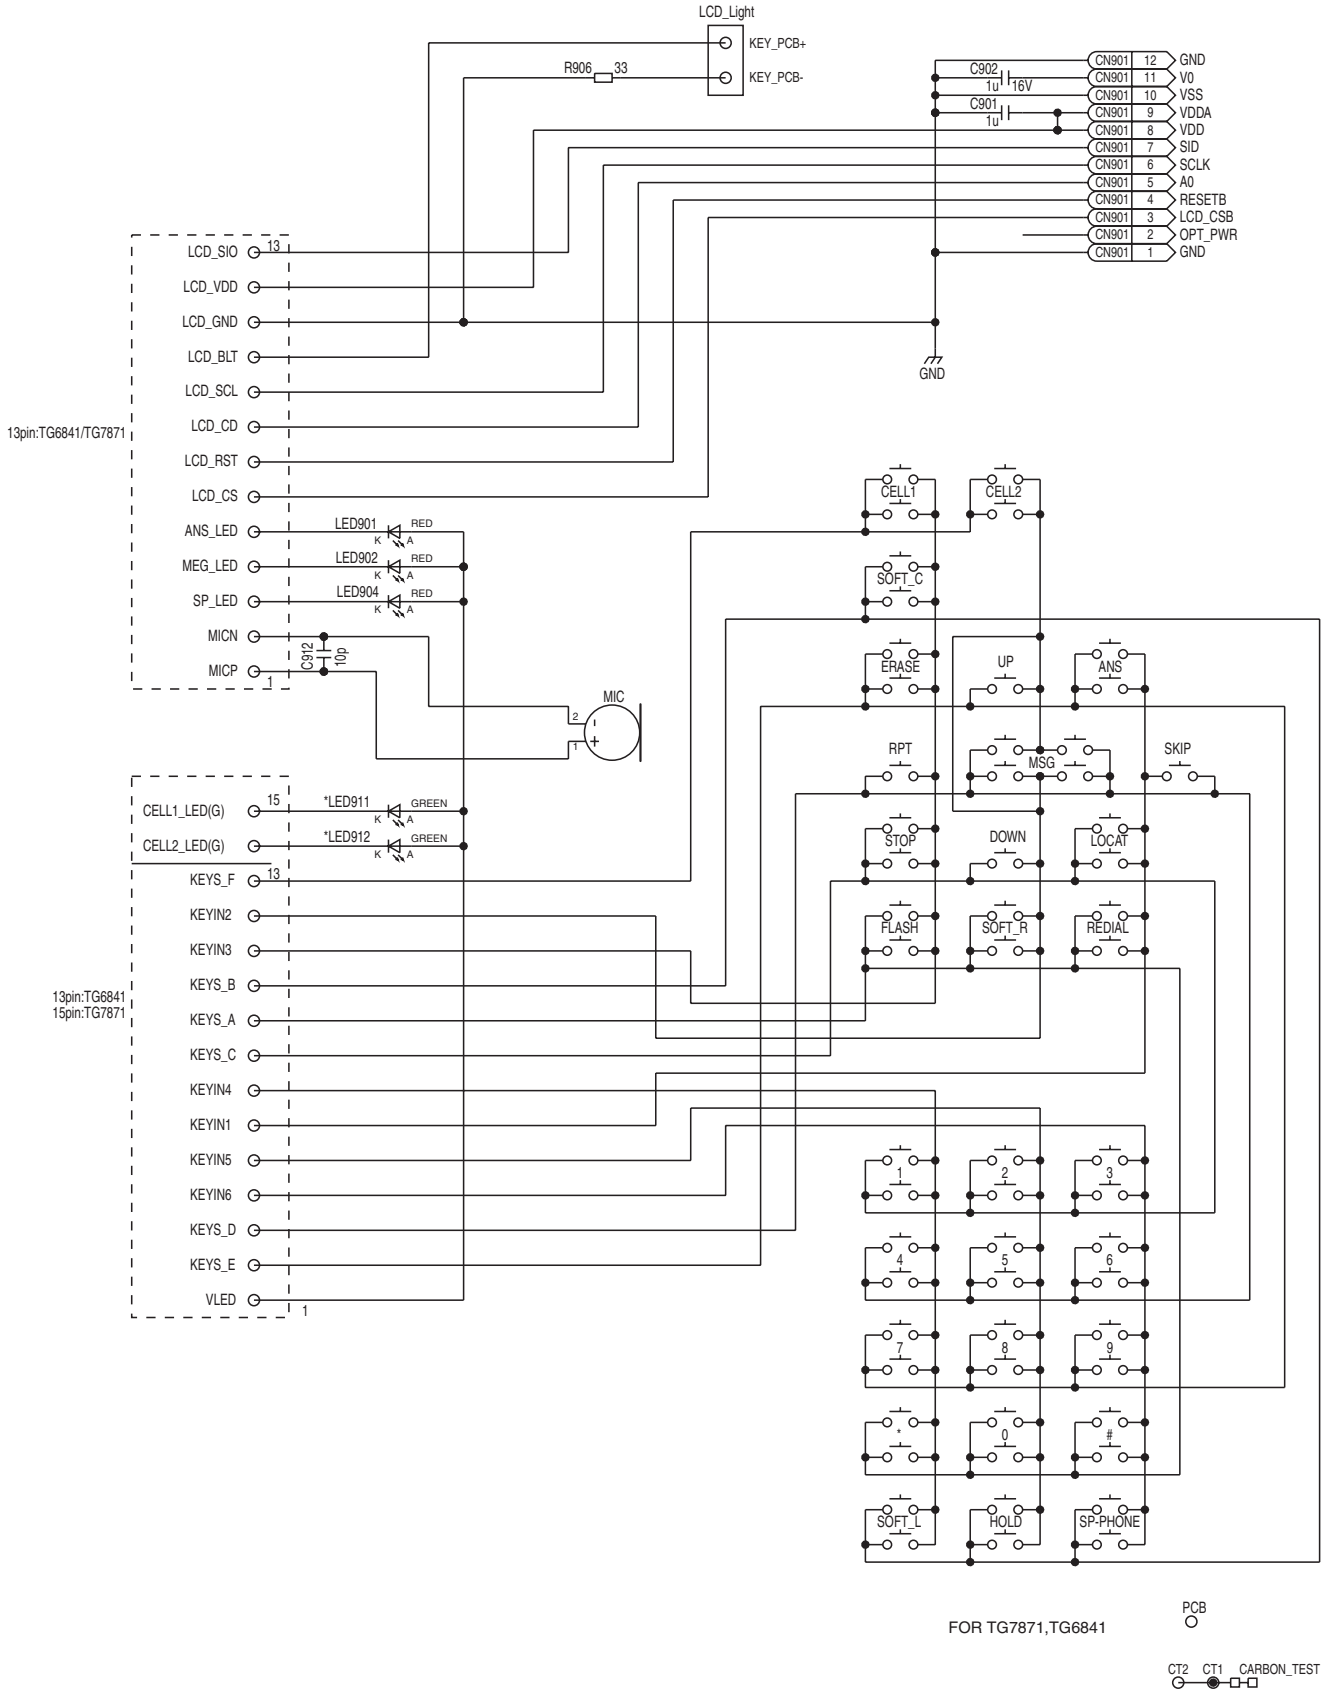 LCD_Light
KEY_PCB+
R906 33 KEY_PCB-
CN901 12 GND
C902 1u 16V CN901 11 V0
CN901 10 VSS
C901 1u CN901 9 VDDA
CN901 8 VDD
CN901 7 SID
CN901 6 SCLK
CN901 5 A0
CN901 4 RESETB
CN901 3 LCD_CSB
CN901 2 OPT_PWR
CN901 1 GND
GND
LCD_SIO 13
LCD_VDD
LCD_GND
LCD_BLT
LCD_SCL
LCD_CD
13pin:TG6841/TG7871
LCD_RST
LCD_CS
ANS_LED LED901 RED K A
MEG_LED LED902 RED K A
SP_LED LED904 RED K A
MICN
C912 10p
MICP 1
MIC
2 -
1 +
CELL1_LED(G) 15 *LED911 GREEN K A
CELL2_LED(G) *LED912 GREEN K A
KEYS_F 13
KEYIN2
KEYIN3
KEYS_B
13pin:TG6841
15pin:TG7871
KEYS_A
KEYS_C
KEYIN4
KEYIN1
KEYIN5
KEYIN6
KEYS_D
KEYS_E
VLED 1
CELL1 CELL2
SOFT_C
ERASE UP ANS
RPT MSG SKIP
STOP DOWN LOCAT
FLASH SOFT_R REDIAL
1 2 3
4 5 6
7 8 9
* 0 #
SOFT_L HOLD SP-PHONE
FOR TG7871,TG6841
PCB
CT2 CT1 CARBON_TEST